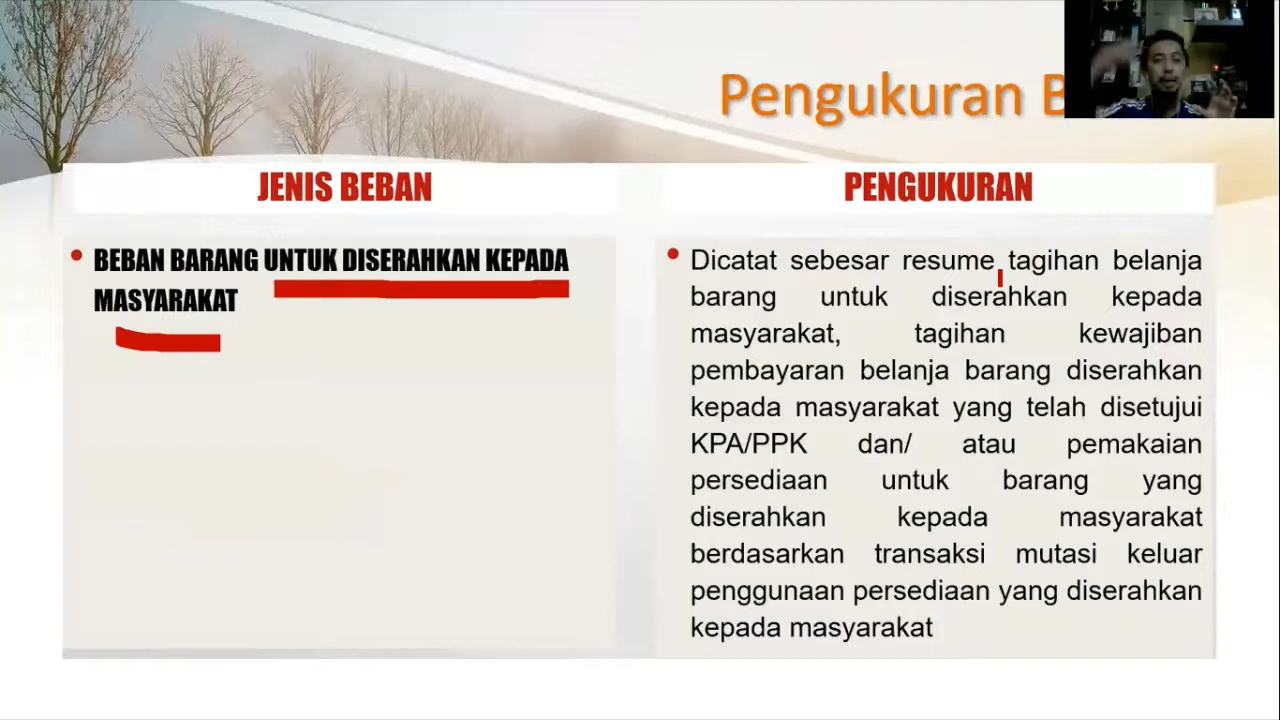 Pengukuran B
JENIS BEBAN
PENGUKURAN
BEBAN BARANG UNTUK DISERAHKAN KEPADA
MASYARAKAT
Dicatat sebesar resume tagihan belanja
barang untuk diserahkan kepada
masyarakat, tagihan kewajiban
pembayaran belanja barang diserahkan
kepada masyarakat yang telah disetujui
KPA/PPK dan/ atau pemakaian
persediaan untuk barang yang
diserahkan kepada masyarakat
berdasarkan transaksi mutasi keluar
penggunaan persediaan yang diserahkan
kepada masyarakat